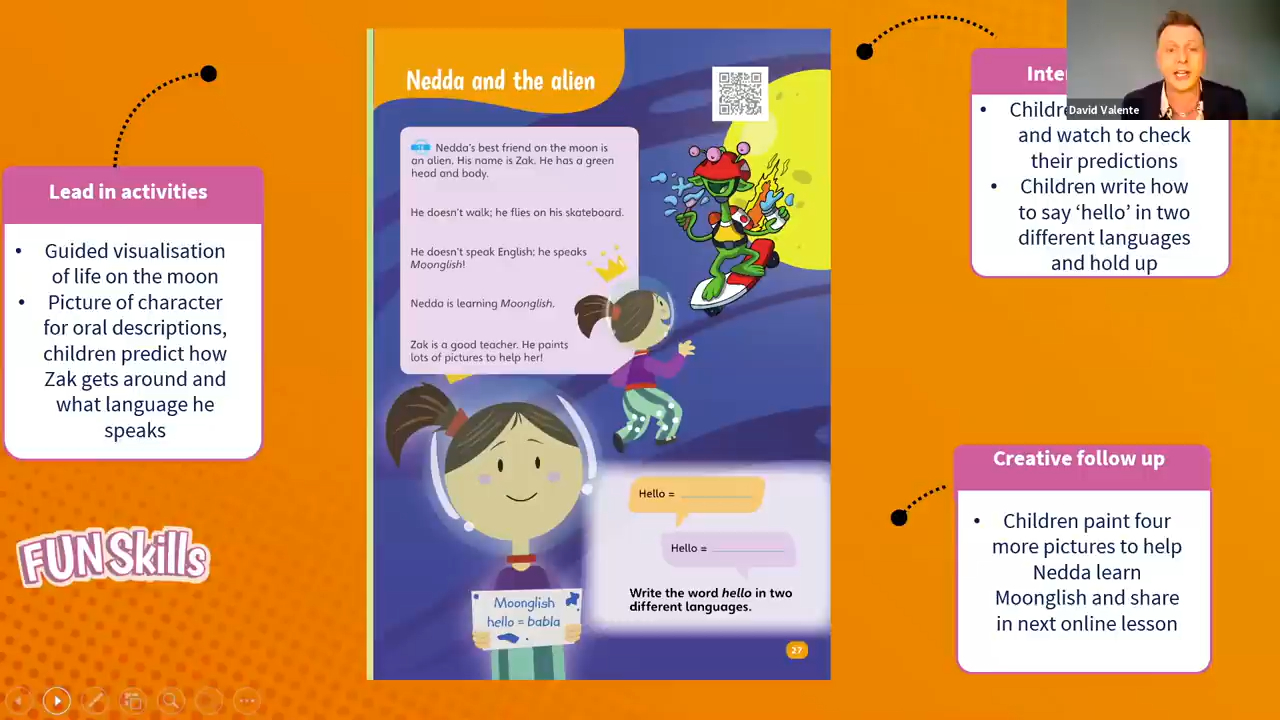 Lead in activities
• Guided visualisation
of life on the moon
• Picture of character
for oral descriptions,
children predict how
Zak gets around and
what language he
speaks
FUN Skills
Nedda and the alien
Nedda's best friend on the moon is
an alien. His name is Zak. He has a green
head and body.
He doesn't walk; he flies on his skateboard.
He doesn't speak English; he speaks
Moonglish!
Nedda is learning Moonglish.
Zak is a good teacher. He paints
lots of pictures to help her!
Moonglish
hello = babla
Hello = ____________
Hello = ____________
Write the word hello in two
different languages.
27
David Valente
• and watch to check
their predictions
• Children write how
to say ‘hello’ in two
different languages
and hold up
Creative follow up
• Children paint four
more pictures to help
Nedda learn
Moonglish and share
in next online lesson